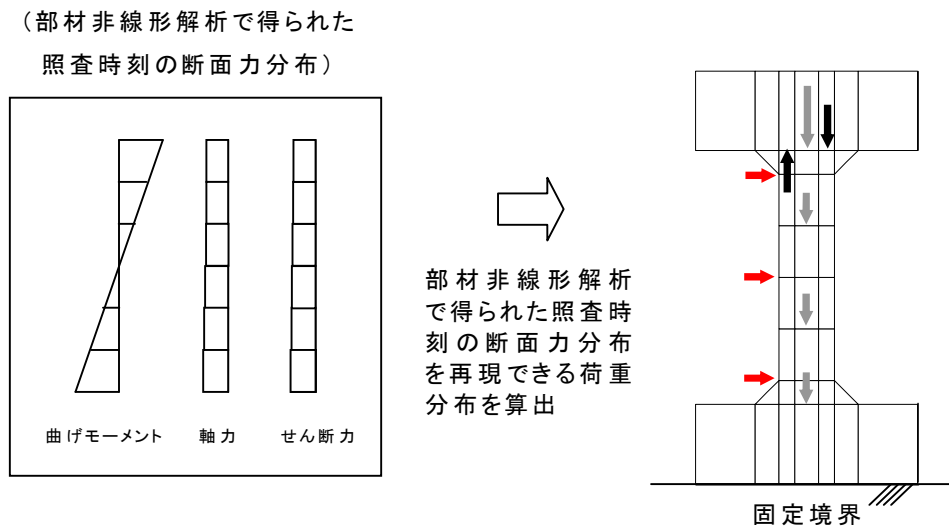 （部材非線形解析で得られた
照査時刻の断面力分布）
曲げモーメント
軸力
せん断力
部材非線形解析
で得られた照査時
刻の断面力分布
を再現できる荷重
分布を算出
固定境界